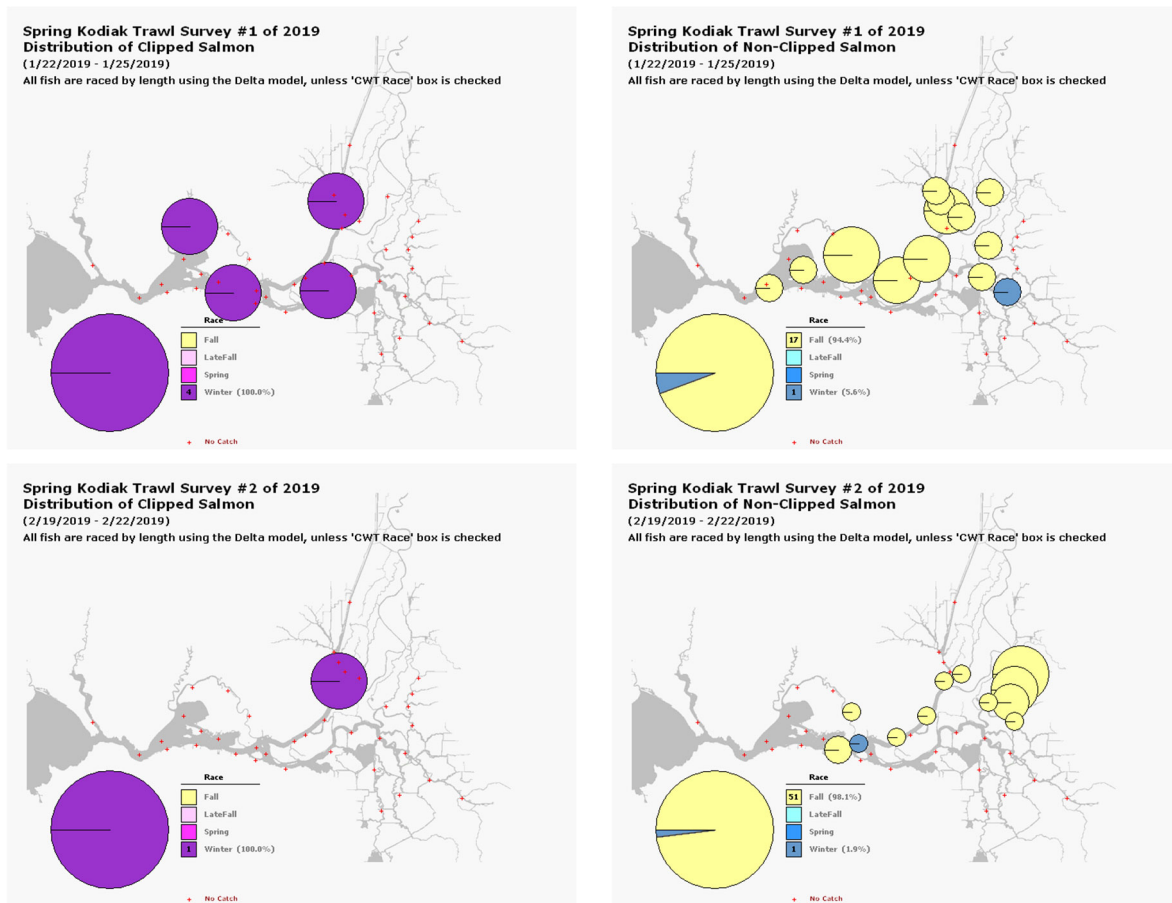 Spring Kodiak Trawl Survey #1 of 2019
Distribution of Clipped Salmon
(1/22/2019 - 1/25/2019)
All fish are raced by length using the Delta model, unless 'CWT Race' box is checked
Race
Fall
LateFall
Spring
4 Winter (100.0%)
+ No Catch
Spring Kodiak Trawl Survey #1 of 2019
Distribution of Non-Clipped Salmon
(1/22/2019 - 1/25/2019)
All fish are raced by length using the Delta model, unless 'CWT Race' box is checked
Race
17 Fall (94.4%)
LateFall
Spring
1 Winter (5.6%)
+ No Catch
Spring Kodiak Trawl Survey #2 of 2019
Distribution of Clipped Salmon
(2/19/2019 - 2/22/2019)
All fish are raced by length using the Delta model, unless 'CWT Race' box is checked
Race
Fall
LateFall
Spring
1 Winter (100.0%)
+ No Catch
Spring Kodiak Trawl Survey #2 of 2019
Distribution of Non-Clipped Salmon
(2/19/2019 - 2/22/2019)
All fish are raced by length using the Delta model, unless 'CWT Race' box is checked
Race
51 Fall (98.1%)
LateFall
Spring
1 Winter (1.9%)
+ No Catch